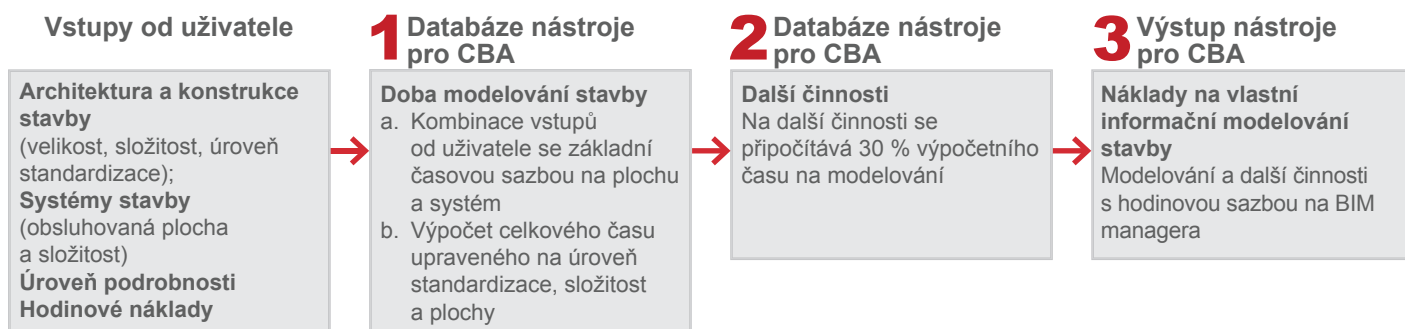 Vstupy od uživatele
Architektura a konstrukce
stavby
(velikost, složitost, úroveň
standardizace);
Systémy stavby
(obsluhovaná plocha
a složitost)
Úroveň podrobnosti
Hodinové náklady
1 Databáze nástroje
pro CBA
Doba modelování stavby
a. Kombinace vstupů
od uživatele se základní
časovou sazbou na plochu
a systém
b. Výpočet celkového času
upraveného na úroveň
standardizace, složitost
a plochy
2 Databáze nástroje
pro CBA
Další činnosti
Na další činnosti se
připočítává 30 % výpočetního
času na modelování
3 Výstup nástroje
pro CBA
Náklady na vlastní
informační modelování
stavby
Modelování a další činnosti
s hodinovou sazbou na BIM
managera